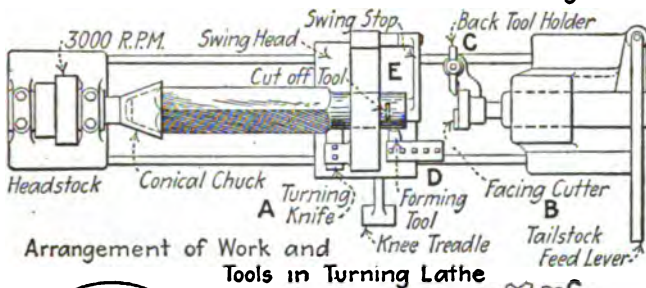 Swing Stop
Back Tool Holder
3000 R.P.M.
Swing Head
C
Cut off Tool
E
Headstock
Conical Chuck
A
Turning
Knife
Forming
Tool
D
Facing Cutter
B
Knee Treadle
Tailstock
Feed Lever
Arrangement of Work and
Tools in Turning Lathe
C